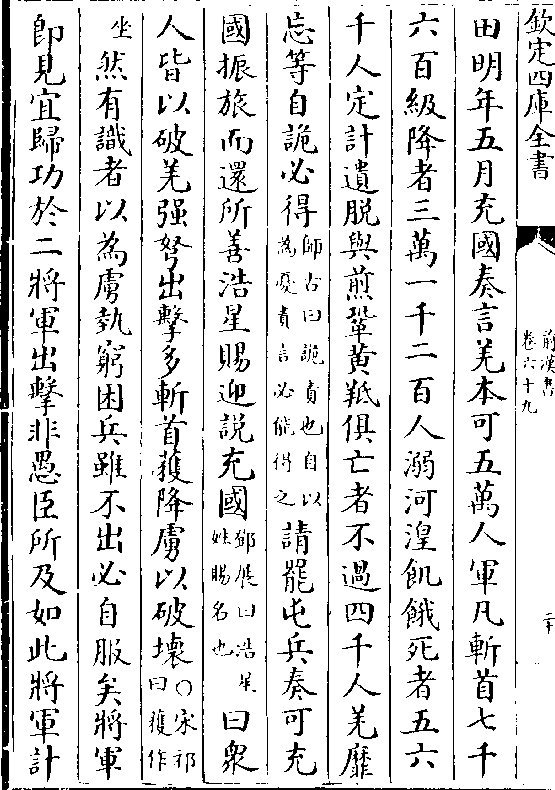 欽定四庫全書
前漢書
卷六十九
二十
田明年五月充國奏言羌本可五萬人軍凡斬首七千
六百級降者三萬一千二百人溺河湟飢餓死者五六
千人定計遺脫與煎鞏黃羝俱亡者不過四千人羌靡
忘等自詭必得師古曰詭責也自以為憂責言必能得之請罷屯兵奏可充
國振旅而還所善浩星賜迎說充國鄧展曰浩星姓賜名也曰衆
人皆以破羌强弩出擊多斬首獲降虜以破壞○宋祁曰獲作
坐然有識者以為虜埶窮困兵雖不出必自服矣將軍
即見宜歸功於二將軍出擊非愚臣所及如此將軍計